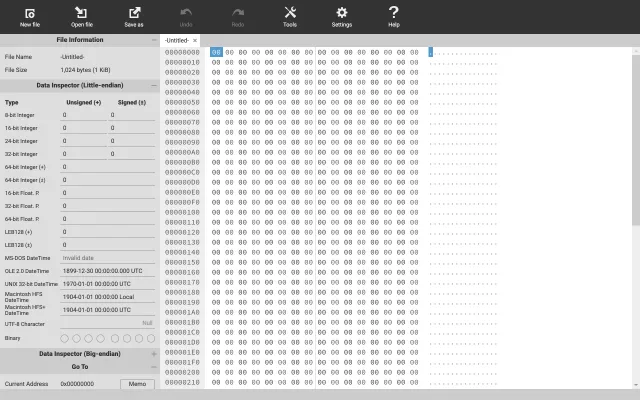 New file Open file Save as Undo Redo Tools Settings Help
File Information
File Name -Untitled-
File Size 1,024 bytes (1 KiB)
Data Inspector (Little-endian)
Type Unsigned (+) Signed (±)
8-bit Integer 0 0
16-bit Integer 0 0
24-bit Integer 0 0
32-bit Integer 0 0
64-bit Integer (+) 0
64-bit Integer (±) 0
16-bit Float. P. 0
32-bit Float. P. 0
64-bit Float. P. 0
LEB128 (+) 0
LEB128 (±) 0
MS-DOS DateTime Invalid date
OLE 2.0 DateTime 1899-12-30 00:00:00.000 UTC
UNIX 32-bit DateTime 1970-01-01 00:00:00 UTC
Macintosh HFS DateTime 1904-01-01 00:00:00 Local
Macintosh HFS+ DateTime 1904-01-01 00:00:00 UTC
UTF-8 Character Null
Binary
Data Inspector (Big-endian)
Go To
Current Address 0x00000000 Memo
-Untitled- ×
00000000 00 00 00 00 00 00 00 00 00 00 00 00 00 00 00 00 ................
00000010 00 00 00 00 00 00 00 00 00 00 00 00 00 00 00 00 ................
00000020 00 00 00 00 00 00 00 00 00 00 00 00 00 00 00 00 ................
00000030 00 00 00 00 00 00 00 00 00 00 00 00 00 00 00 00 ................
00000040 00 00 00 00 00 00 00 00 00 00 00 00 00 00 00 00 ................
00000050 00 00 00 00 00 00 00 00 00 00 00 00 00 00 00 00 ................
00000060 00 00 00 00 00 00 00 00 00 00 00 00 00 00 00 00 ................
00000070 00 00 00 00 00 00 00 00 00 00 00 00 00 00 00 00 ................
00000080 00 00 00 00 00 00 00 00 00 00 00 00 00 00 00 00 ................
00000090 00 00 00 00 00 00 00 00 00 00 00 00 00 00 00 00 ................
000000A0 00 00 00 00 00 00 00 00 00 00 00 00 00 00 00 00 ................
000000B0 00 00 00 00 00 00 00 00 00 00 00 00 00 00 00 00 ................
000000C0 00 00 00 00 00 00 00 00 00 00 00 00 00 00 00 00 ................
000000D0 00 00 00 00 00 00 00 00 00 00 00 00 00 00 00 00 ................
000000E0 00 00 00 00 00 00 00 00 00 00 00 00 00 00 00 00 ................
000000F0 00 00 00 00 00 00 00 00 00 00 00 00 00 00 00 00 ................
00000100 00 00 00 00 00 00 00 00 00 00 00 00 00 00 00 00 ................
00000110 00 00 00 00 00 00 00 00 00 00 00 00 00 00 00 00 ................
00000120 00 00 00 00 00 00 00 00 00 00 00 00 00 00 00 00 ................
00000130 00 00 00 00 00 00 00 00 00 00 00 00 00 00 00 00 ................
00000140 00 00 00 00 00 00 00 00 00 00 00 00 00 00 00 00 ................
00000150 00 00 00 00 00 00 00 00 00 00 00 00 00 00 00 00 ................
00000160 00 00 00 00 00 00 00 00 00 00 00 00 00 00 00 00 ................
00000170 00 00 00 00 00 00 00 00 00 00 00 00 00 00 00 00 ................
00000180 00 00 00 00 00 00 00 00 00 00 00 00 00 00 00 00 ................
00000190 00 00 00 00 00 00 00 00 00 00 00 00 00 00 00 00 ................
000001A0 00 00 00 00 00 00 00 00 00 00 00 00 00 00 00 00 ................
000001B0 00 00 00 00 00 00 00 00 00 00 00 00 00 00 00 00 ................
000001C0 00 00 00 00 00 00 00 00 00 00 00 00 00 00 00 00 ................
000001D0 00 00 00 00 00 00 00 00 00 00 00 00 00 00 00 00 ................
000001E0 00 00 00 00 00 00 00 00 00 00 00 00 00 00 00 00 ................
000001F0 00 00 00 00 00 00 00 00 00 00 00 00 00 00 00 00 ................
00000200 00 00 00 00 00 00 00 00 00 00 00 00 00 00 00 00 ................
00000210 00 00 00 00 00 00 00 00 00 00 00 00 00 00 00 00 ................